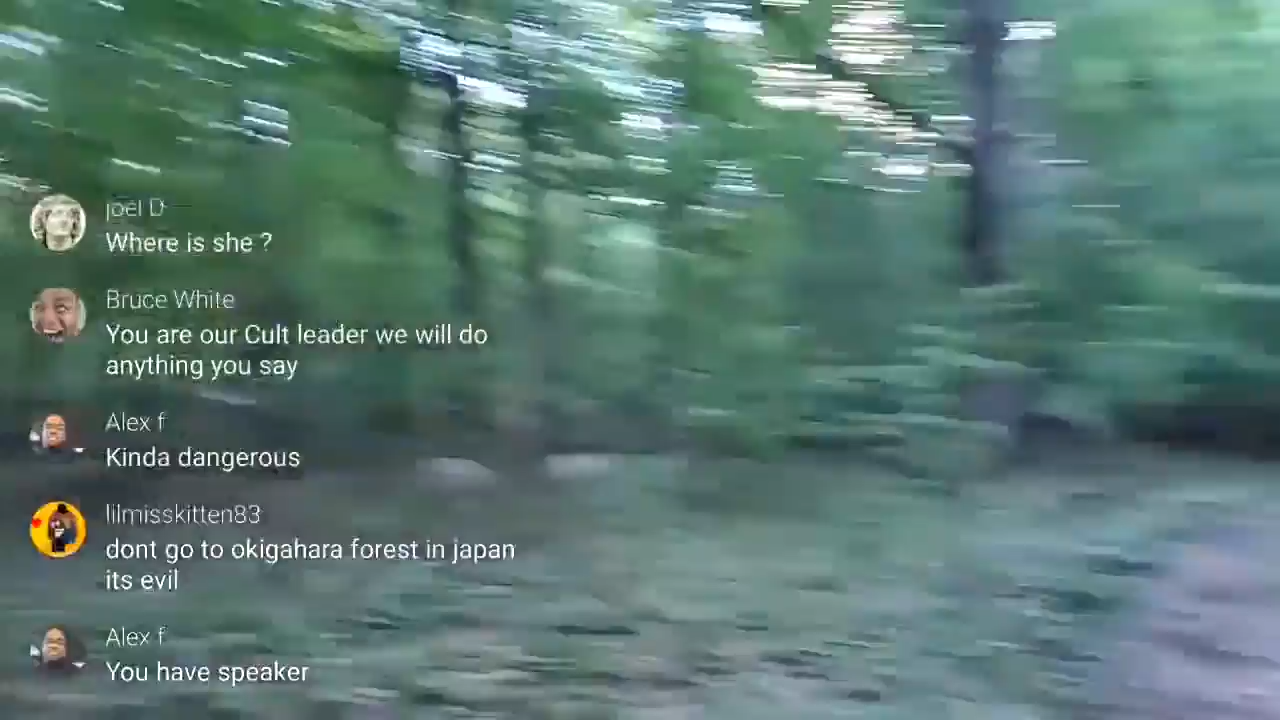 joel D
Where is she ?
Bruce White
You are our Cult leader we will do
anything you say
Alex f
Kinda dangerous
lilmisskitten83
dont go to okigahara forest in japan
its evil
Alex f
You have speaker